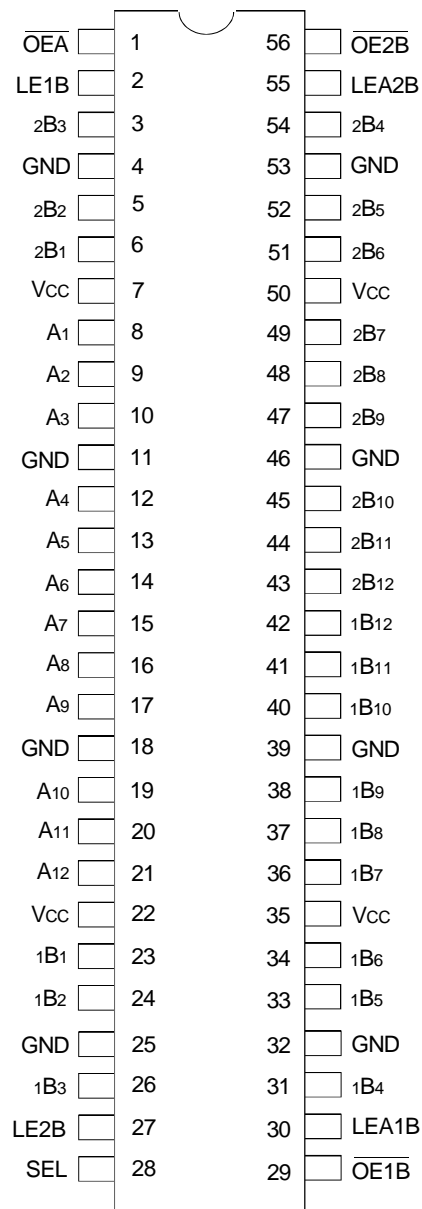 OEA 1 56 OE2B
LE1B 2 55 LEA2B
2B3 3 54 2B4
GND 4 53 GND
2B2 5 52 2B5
2B1 6 51 2B6
VCC 7 50 VCC
A1 8 49 2B7
A2 9 48 2B8
A3 10 47 2B9
GND 11 46 GND
A4 12 45 2B10
A5 13 44 2B11
A6 14 43 2B12
A7 15 42 1B12
A8 16 41 1B11
A9 17 40 1B10
GND 18 39 GND
A10 19 38 1B9
A11 20 37 1B8
A12 21 36 1B7
VCC 22 35 VCC
1B1 23 34 1B6
1B2 24 33 1B5
GND 25 32 GND
1B3 26 31 1B4
LE2B 27 30 LEA1B
SEL 28 29 OE1B